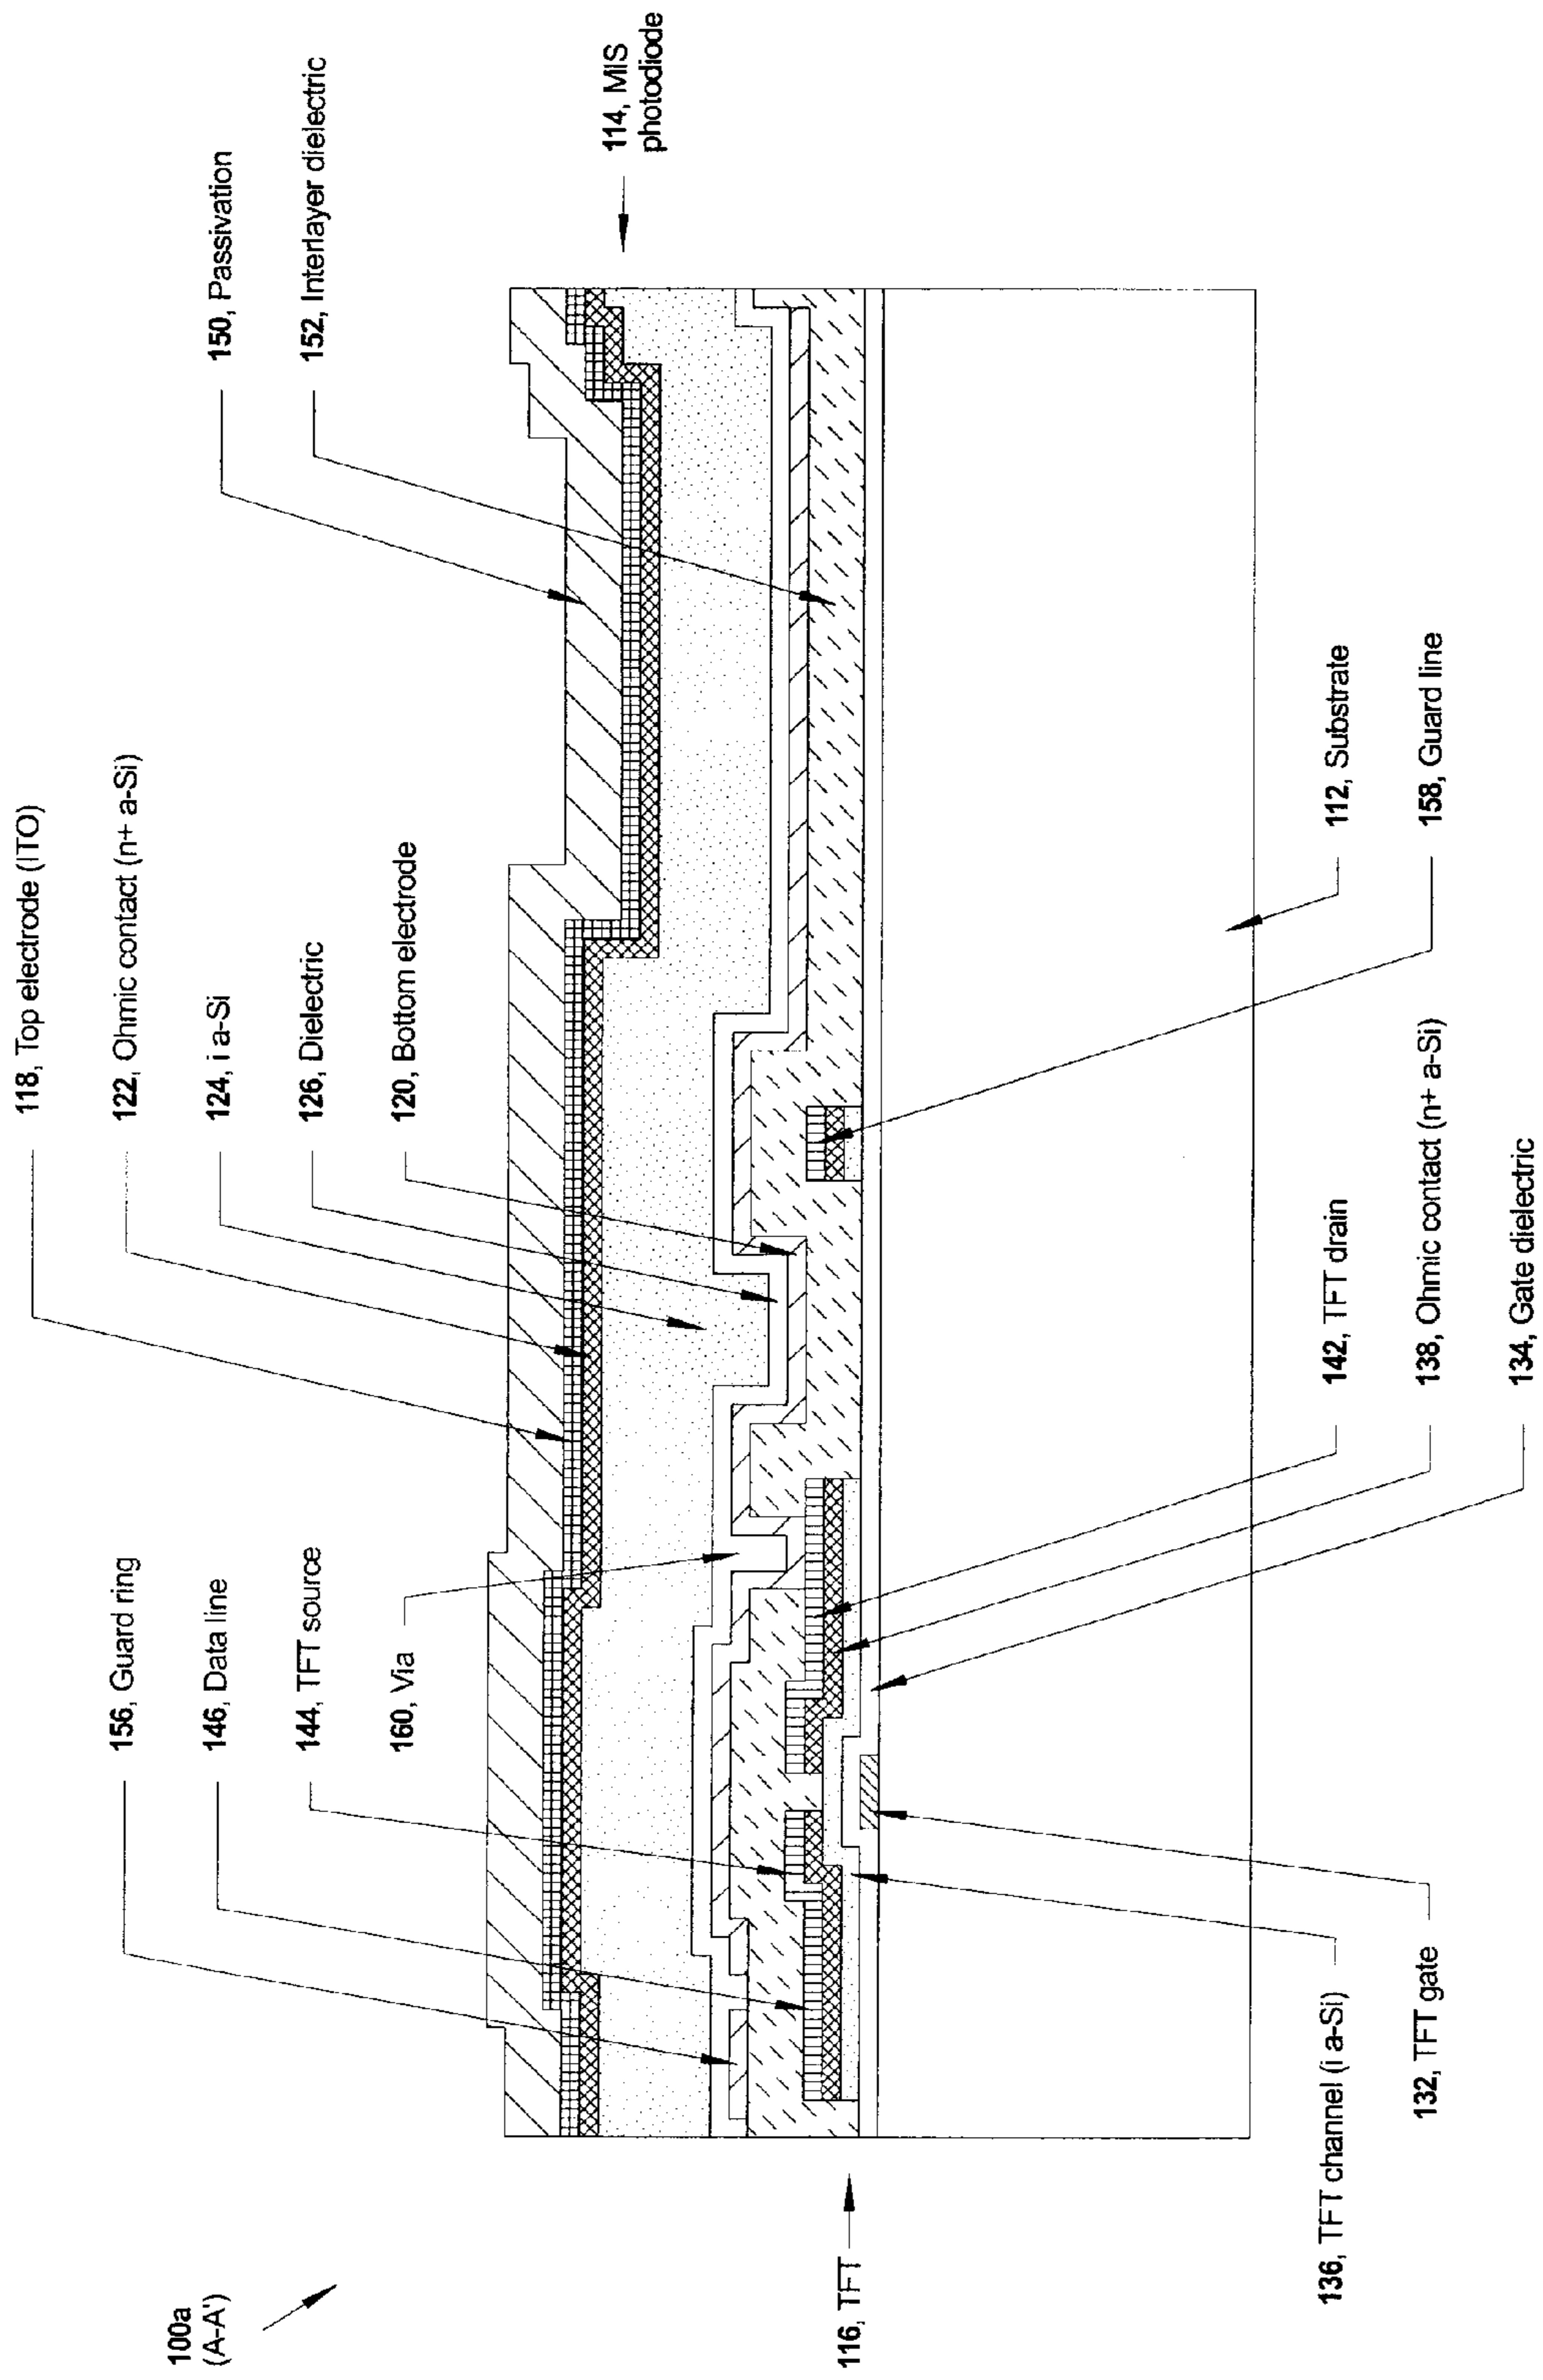 118, Top electrode (ITO)
122, Ohmic contact (n+ a-Si)
124, i a-Si
126, Dielectric
120, Bottom electrode
150, Passivation
152, Interlayer dielectric
114, MIS
photodiode
156, Guard ring
146, Data line
144, TFT source
160, Via
100a
(A-A')
116, TFT
112, Substrate
158, Guard line
142, TFT drain
138, Ohmic contact (n+ a-Si)
134, Gate dielectric
136, TFT channel (i a-Si)
132, TFT gate